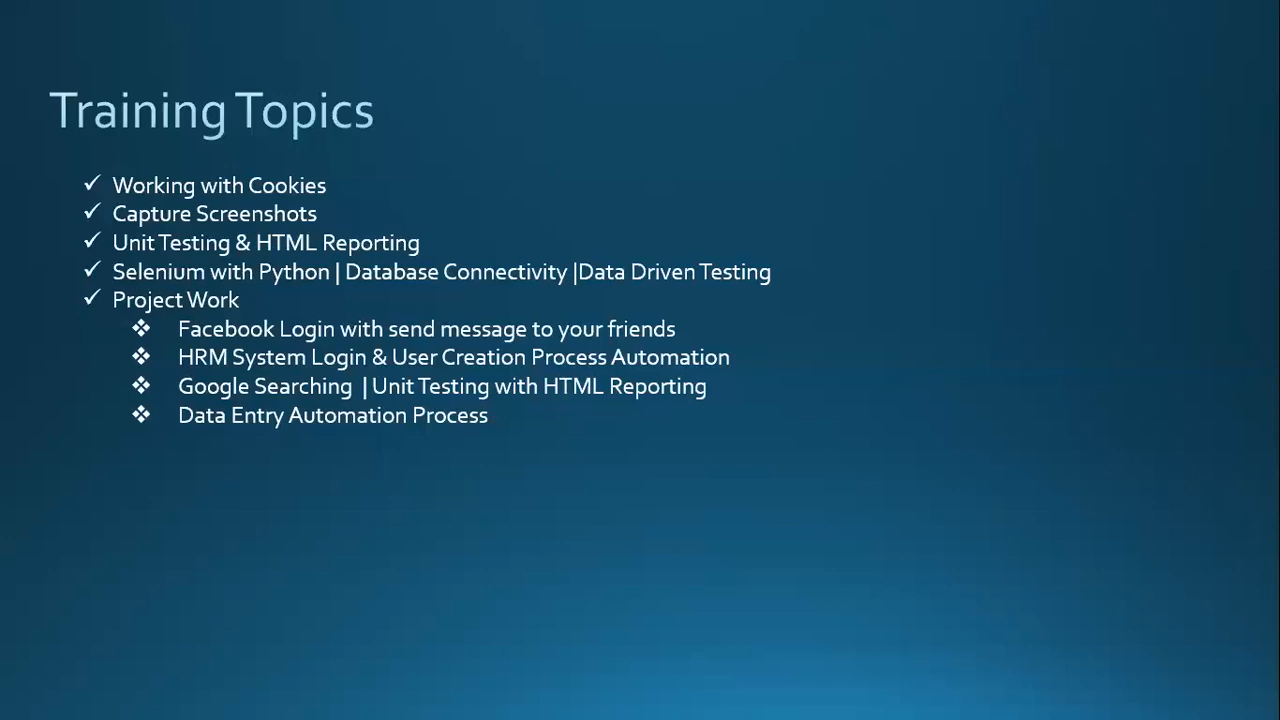 Training Topics
✓ Working with Cookies
✓ Capture Screenshots
✓ Unit Testing & HTML Reporting
✓ Selenium with Python | Database Connectivity |Data Driven Testing
✓ Project Work
❖ Facebook Login with send message to your friends
❖ HRM System Login & User Creation Process Automation
❖ Google Searching | Unit Testing with HTML Reporting
❖ Data Entry Automation Process